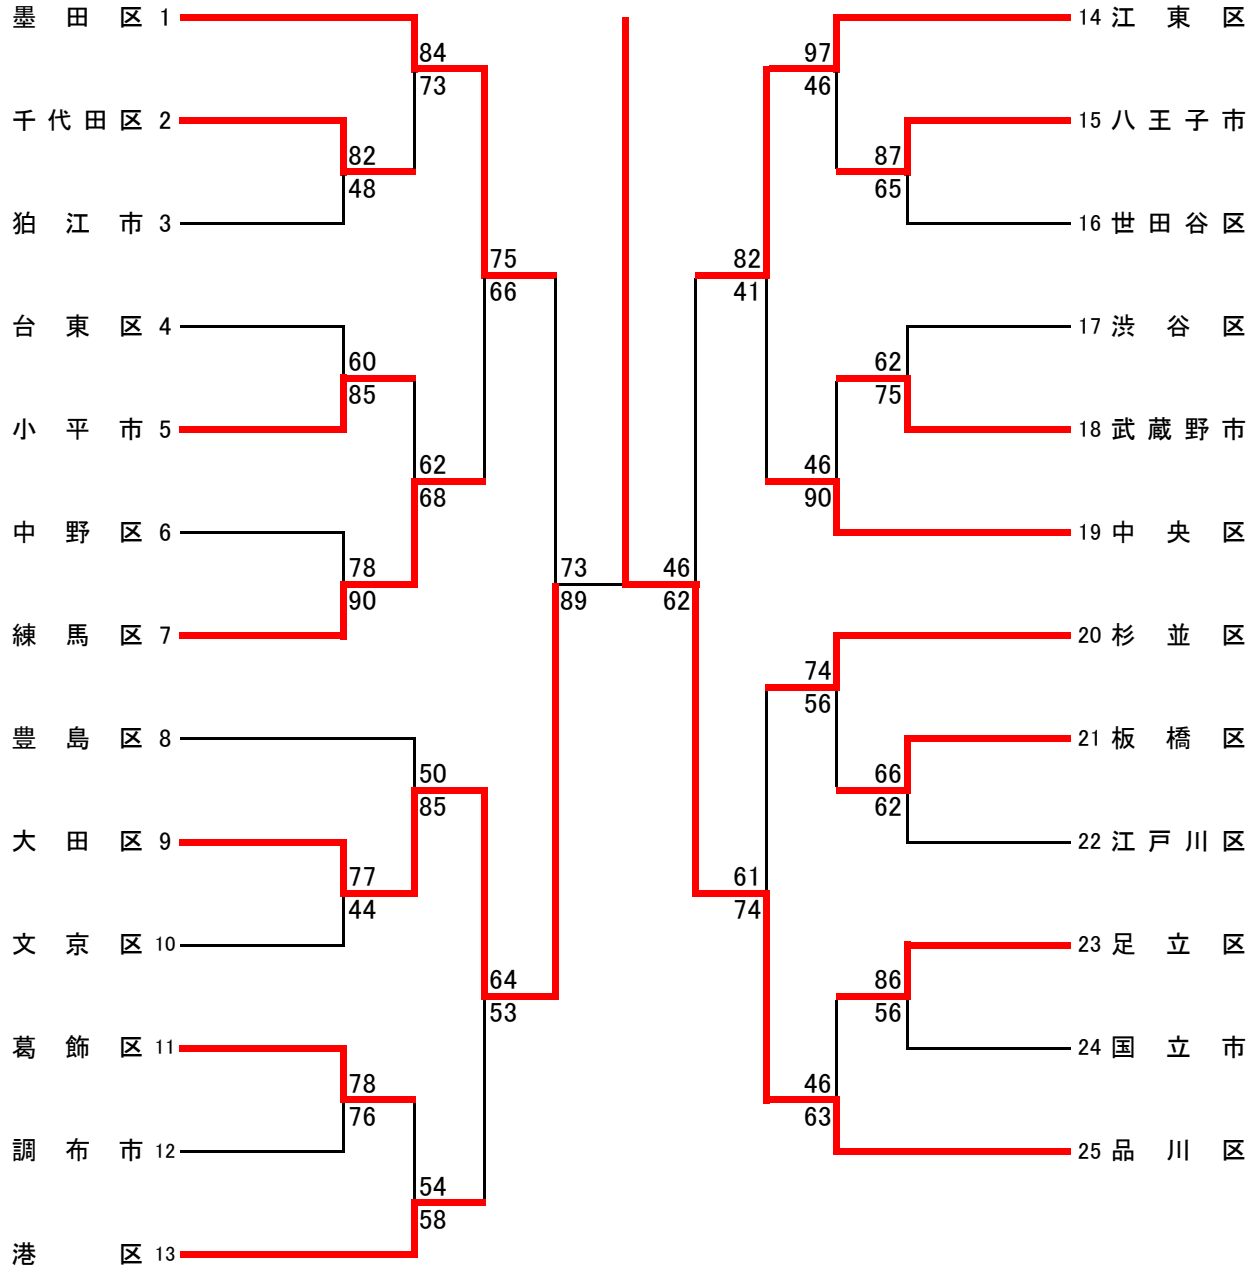 墨田区 1
千代田区 2
狛江市 3
台東区 4
小平市 5
中野区 6
練馬区 7
豊島区 8
大田区 9
文京区 10
葛飾区 11
調布市 12
港区 13
84
73
82
48
75
66
60
85
62
68
78
90
73
89
50
85
77
44
64
53
78
76
54
58
97
46
87
65
82
41
62
75
46
90
46
62
74
56
66
62
61
74
86
56
46
63
14 江東区
15 八王子市
16 世田谷区
17 渋谷区
18 武蔵野市
19 中央区
20 杉並区
21 板橋区
22 江戸川区
23 足立区
24 国立市
25 品川区